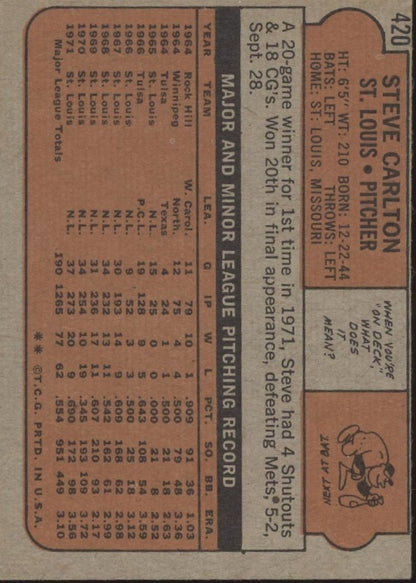 420
STEVE CARLTON
ST. LOUIS • PITCHER
HT: 6'5" WT: 210 BORN: 12-22-44
BATS: LEFT THROWS: LEFT
HOME: ST. LOUIS, MISSOURI
WHEN YOU'RE
"ON DECK,"
WHAT
DOES
IT
MEAN?
NEXT
AT BAT
A 20-game winner for 1st time in 1971, Steve had 4 Shutouts
& 18 CG's. Won 20th in final appearance, defeating Mets, 5-2,
Sept. 28.
MAJOR AND MINOR LEAGUE PITCHING RECORD
YEAR TEAM LEA. G IP W L PCT. SO. BB. ERA.
1964 Rock Hill W. Carol. 11 79 10 1 .909 91 36 1.03
1964 Winnipeg North. 12 75 4 4 .500 79 48 3.36
1964 Tulsa Texas 4 24 1 1 .500 21 18 2.63
1965 St. Louis N.L. 15 25 0 0 .000 21 8 2.52
1966 Tulsa P.C.L. 19 128 9 5 .643 108 54 3.59
1966 St. Louis N.L. 9 52 3 3 .500 25 18 3.12
1967 St. Louis N.L. 30 193 14 9 .609 168 62 2.98
1968 St. Louis N.L. 34 232 13 11 .542 162 61 2.99
1969 St. Louis N.L. 31 236 17 11 .607 210 93 2.17
1970 St. Louis N.L. 34 254 10 19 .345 193 109 3.72
1971 St. Louis N.L. 37 273 20 9 .690 172 98 3.56
Major League Totals 190 1265 77 62 .554 951 449 3.10
** ©T.C.G. PRTD. IN U.S.A.